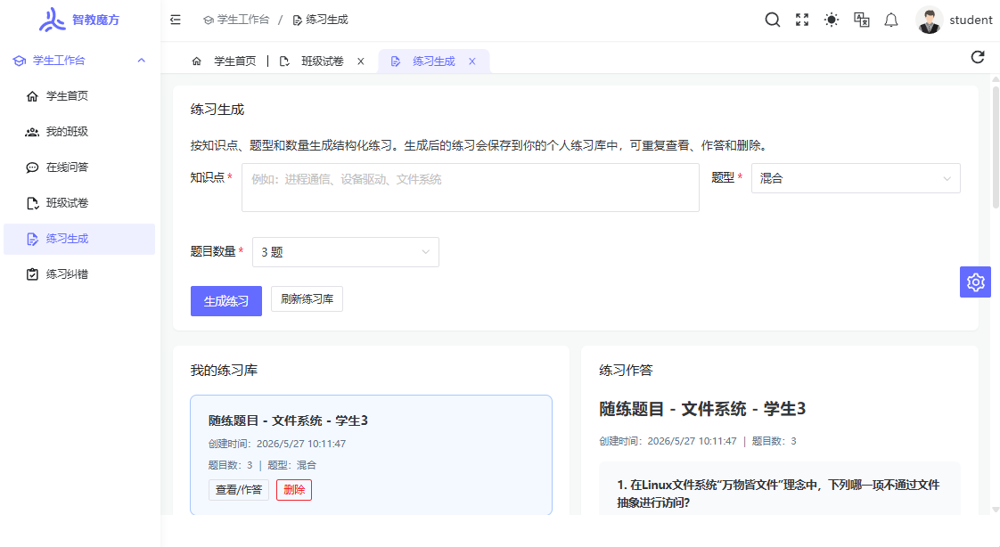 智教魔方
学生工作台 / 练习生成
student
学生工作台
学生首页
我的班级
在线问答
班级试卷
练习生成
练习纠错
学生首页 班级试卷 练习生成
练习生成
按知识点、题型和数量生成结构化练习。生成后的练习会保存到你的个人练习库中，可重复查看、作答和删除。
知识点 * 例如：进程通信、设备驱动、文件系统
题型 * 混合
题目数量 * 3 题
生成练习 刷新练习库
我的练习库
随练题目 - 文件系统 - 学生3
创建时间：2026/5/27 10:11:47
题目数：3 | 题型：混合
查看/作答 删除
练习作答
随练题目 - 文件系统 - 学生3
创建时间：2026/5/27 10:11:47 | 题目数：3
1. 在Linux文件系统“万物皆文件”理念中，下列哪一项不通过文件
抽象进行访问？